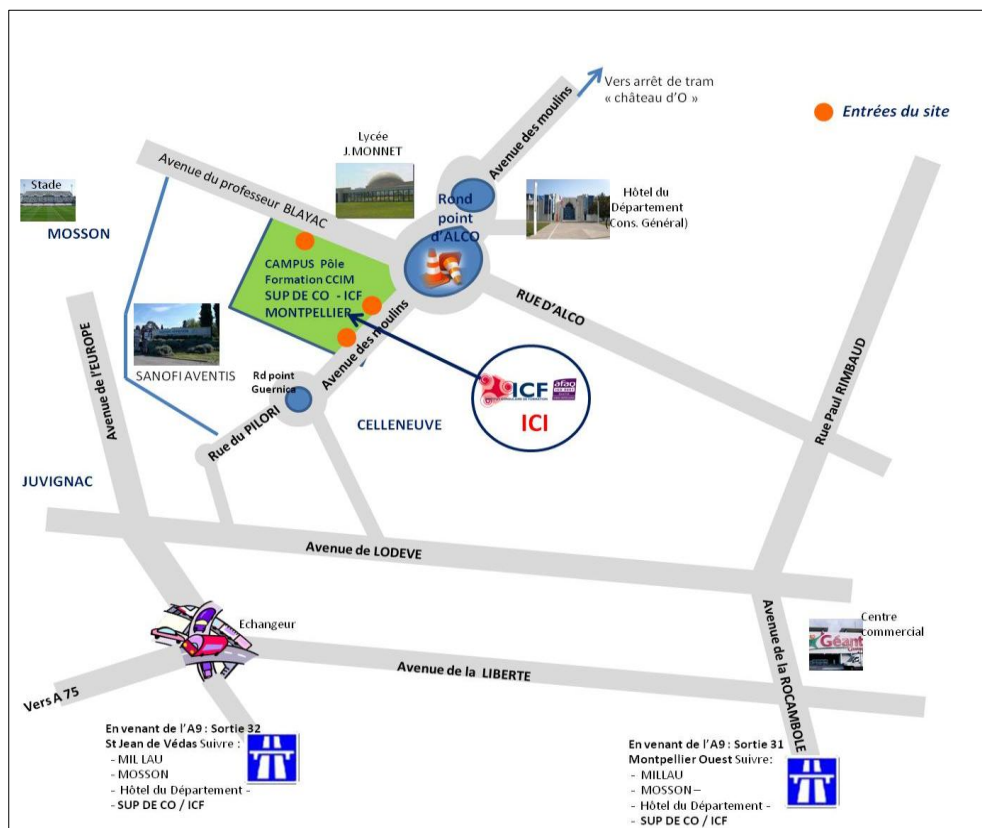 Vers arrêt de tram
« château d'O »
Avenue des moulins
Entrées du site
Lycée
J.MONNET
Avenue du professeur BLAYAC
Stade
MOSSON
Rond
point
d'ALCO
Hôtel du
Département
(Cons. Général)
CAMPUS Pôle
Formation CCIM
SUP DE CO - ICF
MONTPELLIER
RUE D'ALCO
Avenue des moulins
Avenue de l'EUROPE
SANOFI AVENTIS
Rd point
Guernica
ICF
afaq
ICI
Rue Paul RIMBAUD
CELLENEUVE
Rue du PILORI
JUVIGNAC
Avenue de LODEVE
Echangeur
Centre
commercial
Géant
Avenue de la LIBERTE
Avenue de la ROCAMBOLE
Vers A 75
En venant de l'A9 : Sortie 32
St Jean de Védas Suivre :
- MIL LAU
- MOSSON
- Hôtel du Département -
- SUP DE CO / ICF
En venant de l'A9 : Sortie 31
Montpellier Ouest Suivre:
- MILLAU
- MOSSON –
- Hôtel du Département -
- SUP DE CO / ICF